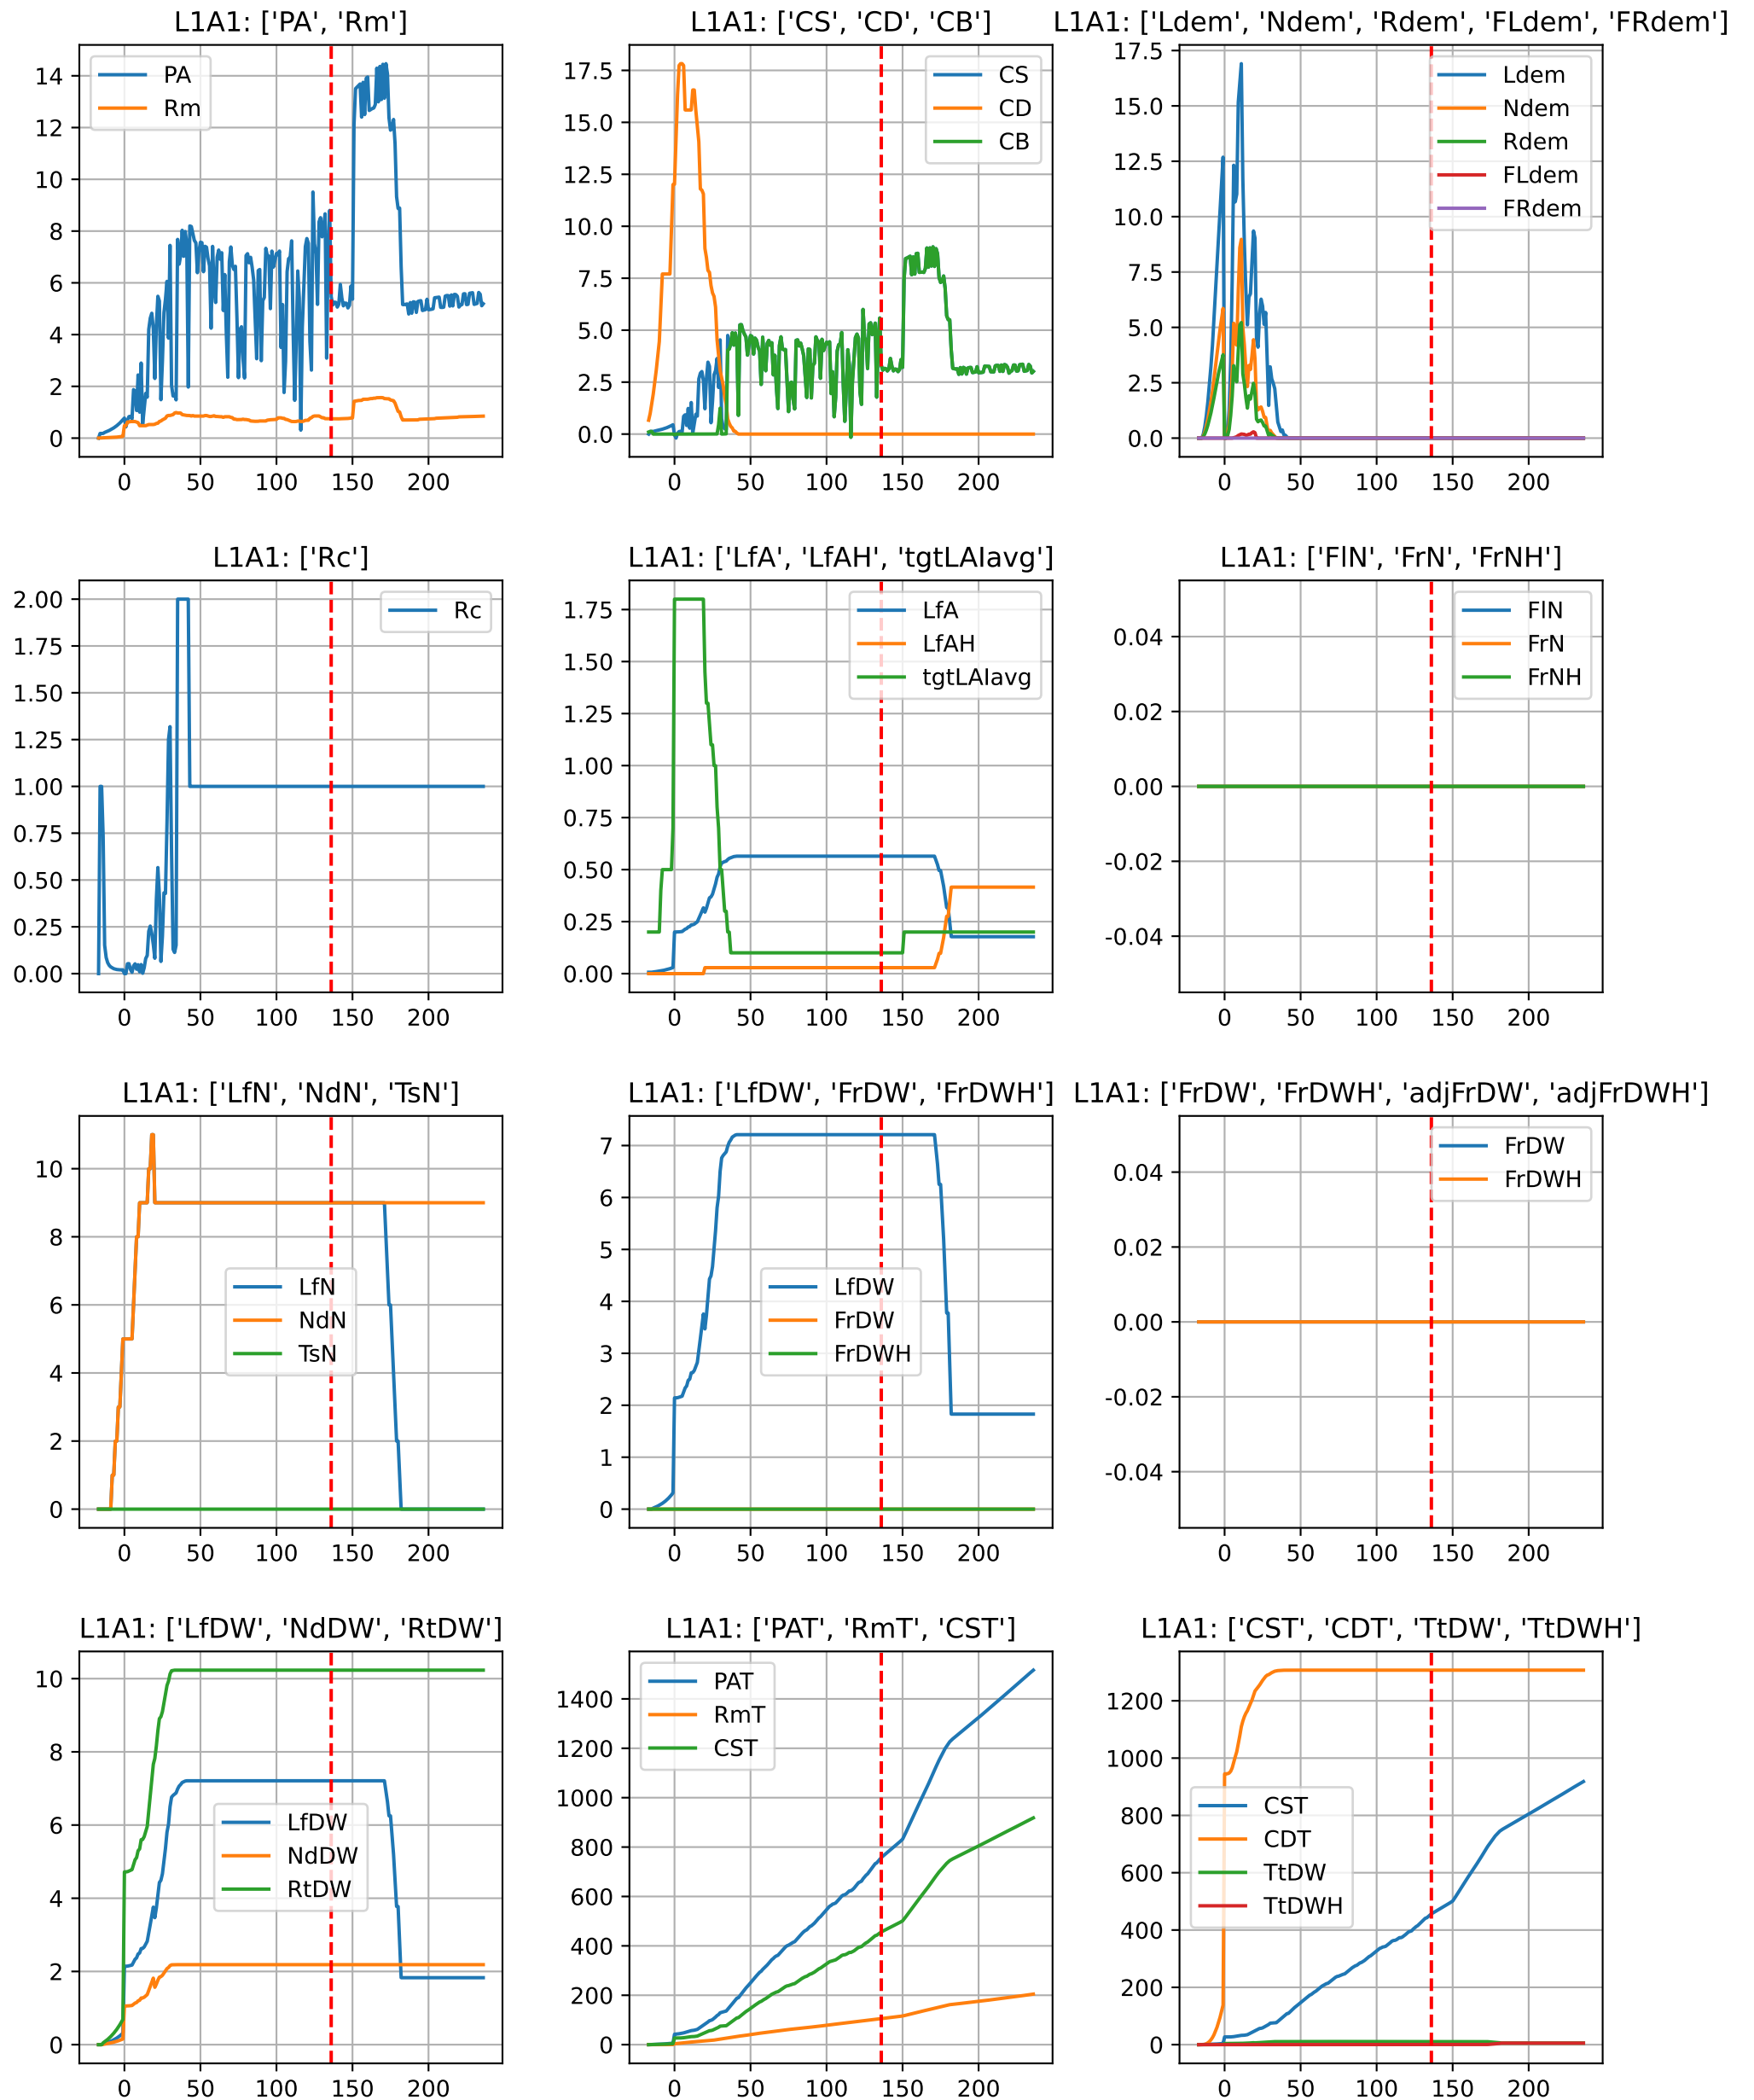 L1A1: ['PA', 'Rm']
PA
Rm
14
12
10
8
6
4
2
0
0 50 100 150 200
L1A1: ['CS', 'CD', 'CB']
CS
CD
CB
17.5
15.0
12.5
10.0
7.5
5.0
2.5
0.0
0 50 100 150 200
L1A1: ['Ldem', 'Ndem', 'Rdem', 'FLdem', 'FRdem']
Ldem
Ndem
Rdem
FLdem
FRdem
17.5
15.0
12.5
10.0
7.5
5.0
2.5
0.0
0 50 100 150 200
L1A1: ['Rc']
Rc
2.00
1.75
1.50
1.25
1.00
0.75
0.50
0.25
0.00
0 50 100 150 200
L1A1: ['LfA', 'LfAH', 'tgtLAIavg']
LfA
LfAH
tgtLAIavg
1.75
1.50
1.25
1.00
0.75
0.50
0.25
0.00
0 50 100 150 200
L1A1: ['FlN', 'FrN', 'FrNH']
FlN
FrN
FrNH
0.04
0.02
0.00
-0.02
-0.04
0 50 100 150 200
L1A1: ['LfN', 'NdN', 'TsN']
LfN
NdN
TsN
10
8
6
4
2
0
0 50 100 150 200
L1A1: ['LfDW', 'FrDW', 'FrDWH']
LfDW
FrDW
FrDWH
7
6
5
4
3
2
1
0
0 50 100 150 200
L1A1: ['FrDW', 'FrDWH', 'adjFrDW', 'adjFrDWH']
FrDW
FrDWH
0.04
0.02
0.00
-0.02
-0.04
0 50 100 150 200
L1A1: ['LfDW', 'NdDW', 'RtDW']
LfDW
NdDW
RtDW
10
8
6
4
2
0
0 50 100 150 200
L1A1: ['PAT', 'RmT', 'CST']
PAT
RmT
CST
1400
1200
1000
800
600
400
200
0
0 50 100 150 200
L1A1: ['CST', 'CDT', 'TtDW', 'TtDWH']
CST
CDT
TtDW
TtDWH
1200
1000
800
600
400
200
0
0 50 100 150 200